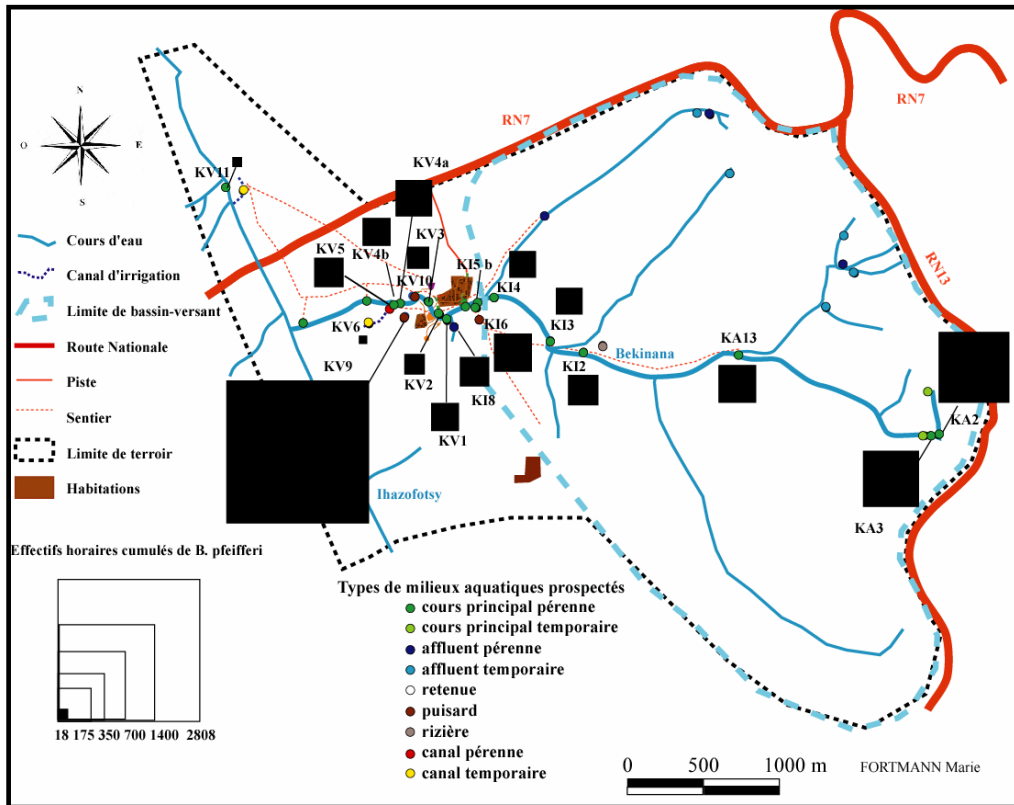 N
O
E
S
RN7
RN7
RN13
KV4a
KV11
KV3
KV5
KV4b
KV10
KI5 b
KI4
KV6
KI6
KI3
KI2
KA13
Bekinana
KV9
KV2
KI8
KV1
KA2
KA3
Ihazofotsy
Cours d'eau
Canal d'irrigation
Limite de bassin-versant
Route Nationale
Piste
Sentier
Limite de terroir
Habitations
Effectifs horaires cumulés de B. pfeifferi
18 175 350 700 1400 2808
Types de milieux aquatiques prospectés
cours principal pérenne
cours principal temporaire
affluent pérenne
affluent temporaire
retenue
puisard
rizière
canal pérenne
canal temporaire
0 500 1000 m
FORTMANN Marie